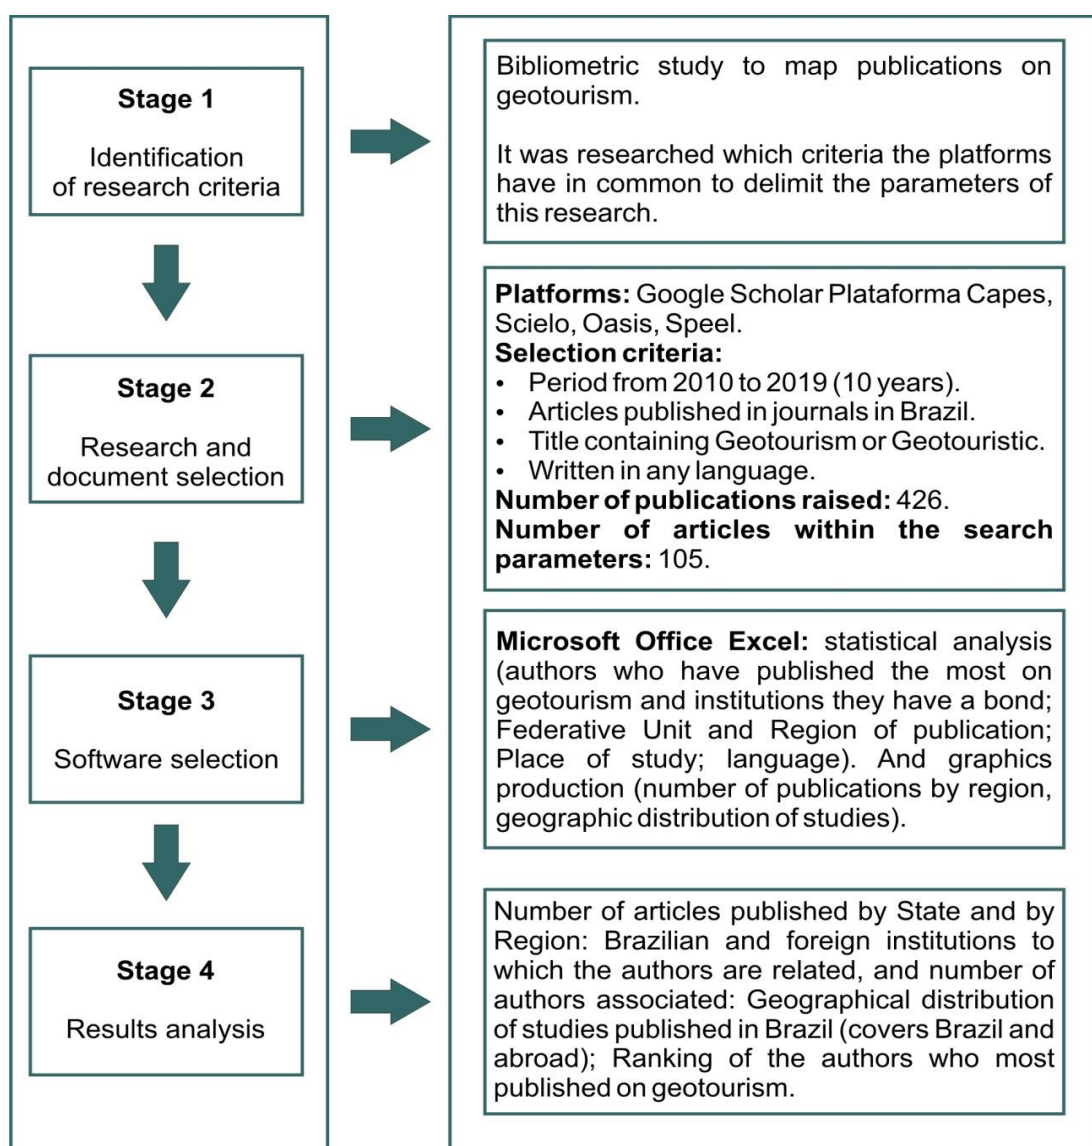 Stage 1
Identification
of research criteria
Bibliometric study to map publications on
geotourism.
It was researched which criteria the platforms
have in common to delimit the parameters of
this research.
Stage 2
Research and
document selection
Platforms: Google Scholar Plataforma Capes,
Scielo, Oasis, Speel.
Selection criteria:
• Period from 2010 to 2019 (10 years).
• Articles published in journals in Brazil.
• Title containing Geotourism or Geotouristic.
• Written in any language.
Number of publications raised: 426.
Number of articles within the search
parameters: 105.
Stage 3
Software selection
Microsoft Office Excel: statistical analysis
(authors who have published the most on
geotourism and institutions they have a bond;
Federative Unit and Region of publication;
Place of study; language). And graphics
production (number of publications by region,
geographic distribution of studies).
Stage 4
Results analysis
Number of articles published by State and by
Region: Brazilian and foreign institutions to
which the authors are related, and number of
authors associated: Geographical distribution
of studies published in Brazil (covers Brazil and
abroad); Ranking of the authors who most
published on geotourism.